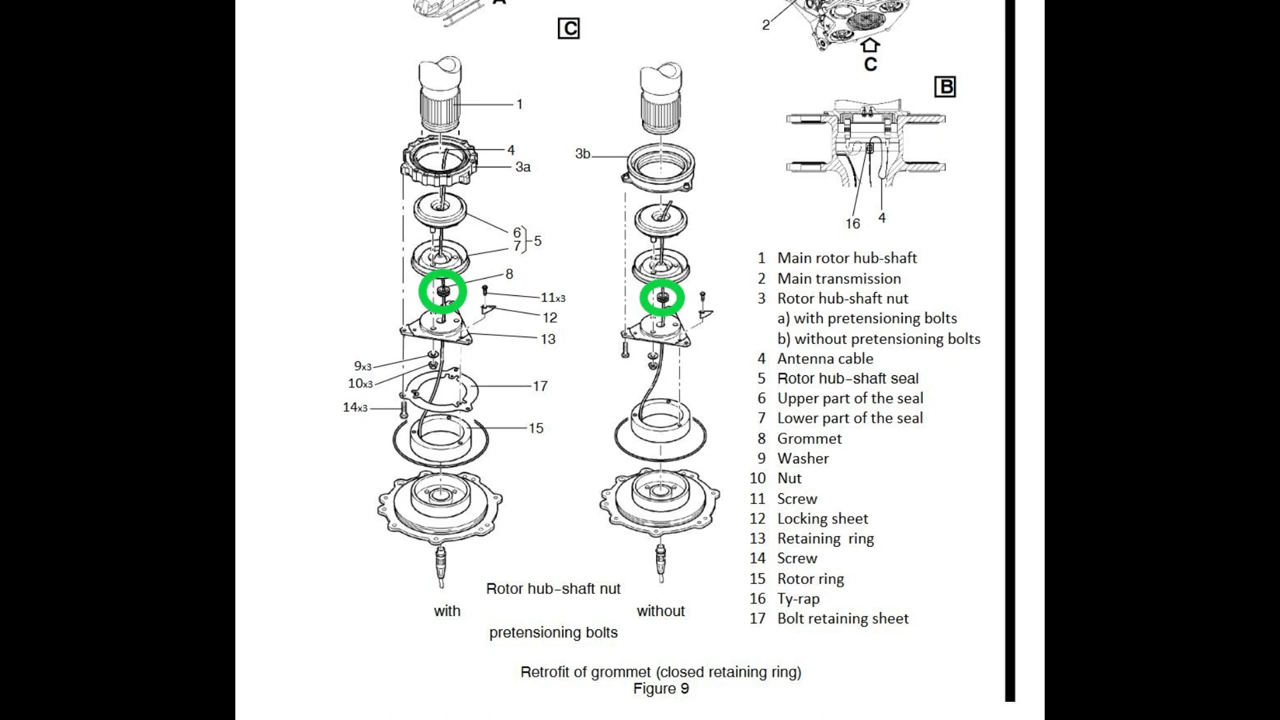 A
C
2
C
B
1
4
3a
3b
6
7
5
8
11x3
12
13
9x3
10x3
17
14x3
15
16
4
1 Main rotor hub-shaft
2 Main transmission
3 Rotor hub-shaft nut
a) with pretensioning bolts
b) without pretensioning bolts
4 Antenna cable
5 Rotor hub-shaft seal
6 Upper part of the seal
7 Lower part of the seal
8 Grommet
9 Washer
10 Nut
11 Screw
12 Locking sheet
13 Retaining ring
14 Screw
15 Rotor ring
16 Ty-rap
17 Bolt retaining sheet
Rotor hub-shaft nut
with without
pretensioning bolts
Retrofit of grommet (closed retaining ring)
Figure 9